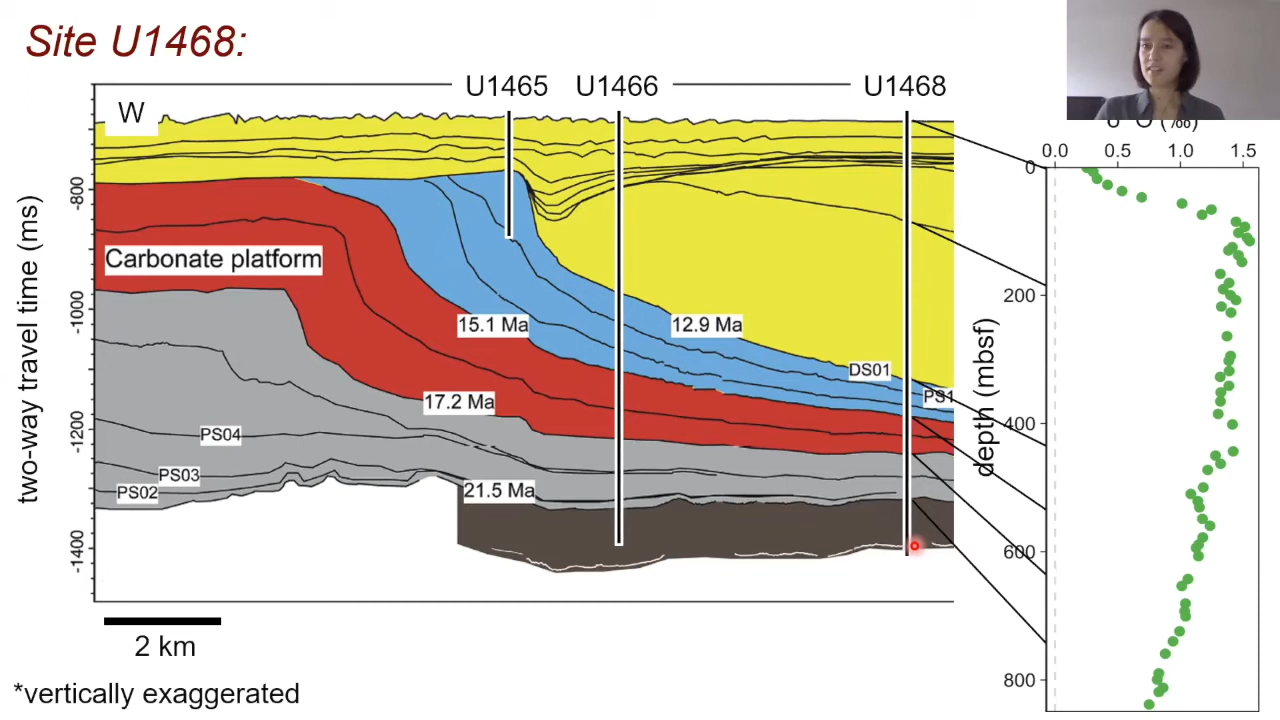 Site U1468:
U1465 U1466 U1468
W
Carbonate platform
15.1 Ma
12.9 Ma
DS01
PS1
17.2 Ma
PS04
PS03
PS02
21.5 Ma
two-way travel time (ms)
-800
-1000
-1200
-1400
2 km
*vertically exaggerated
(‰)
0.0 0.5 1.0 1.5
0
200
400
600
800
depth (mbsf)